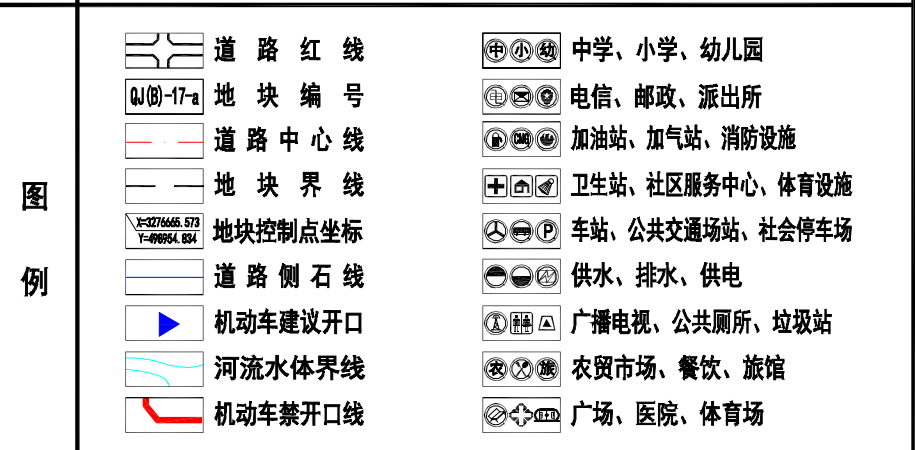 图例
道路红线
QJ(B)-17-a 地块编号
道路中心线
地块界线
X=3276665.573
Y=498954.834
地块控制点坐标
道路侧石线
机动车建议开口
河流水体界线
机动车禁开口线
中 小 幼 中学、小学、幼儿园
电信、邮政、派出所
CNG 加油站、加气站、消防设施
卫生站、社区服务中心、体育设施
P 车站、公共交通场站、社会停车场
供水、排水、供电
广播电视、公共厕所、垃圾站
农 旅 农贸市场、餐饮、旅馆
广场、医院、体育场